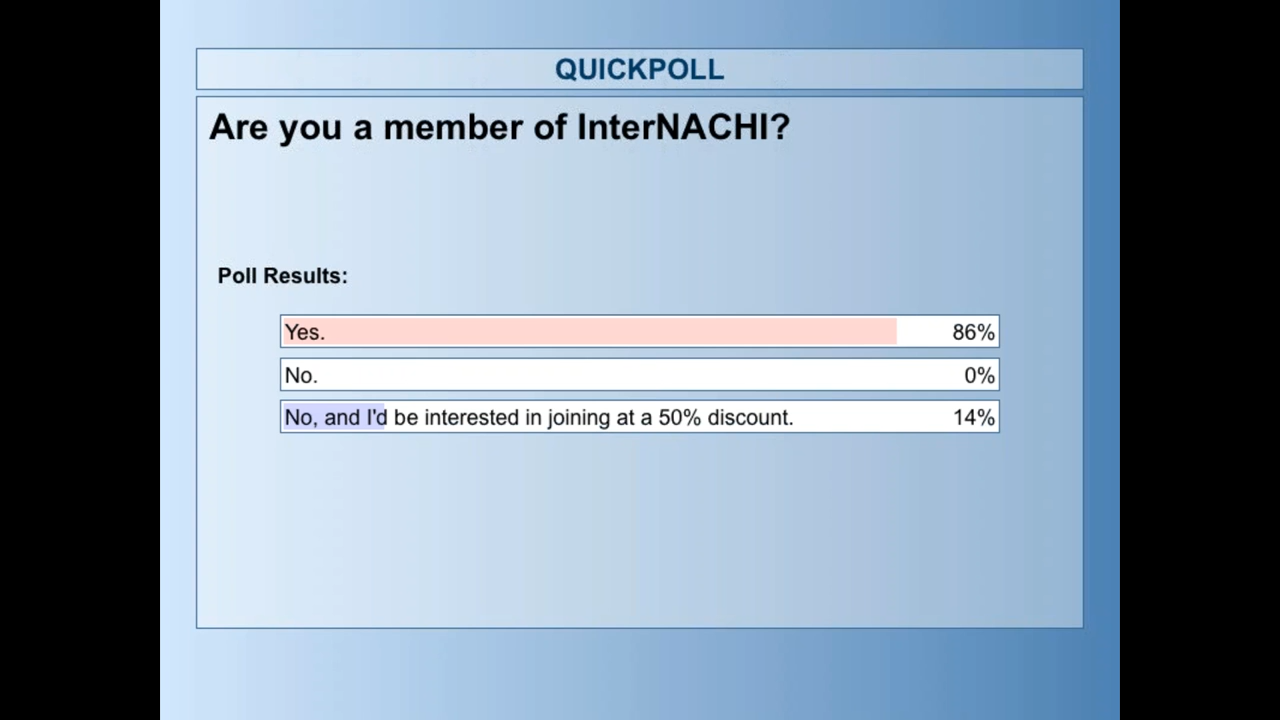 QUICKPOLL
Are you a member of InterNACHI?
Poll Results:
Yes. 86%
No. 0%
No, and I'd be interested in joining at a 50% discount. 14%